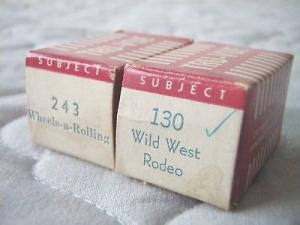 SUBJECT
243
Wheels-a-Rolling
SUBJECT
130
Wild West
Rodeo